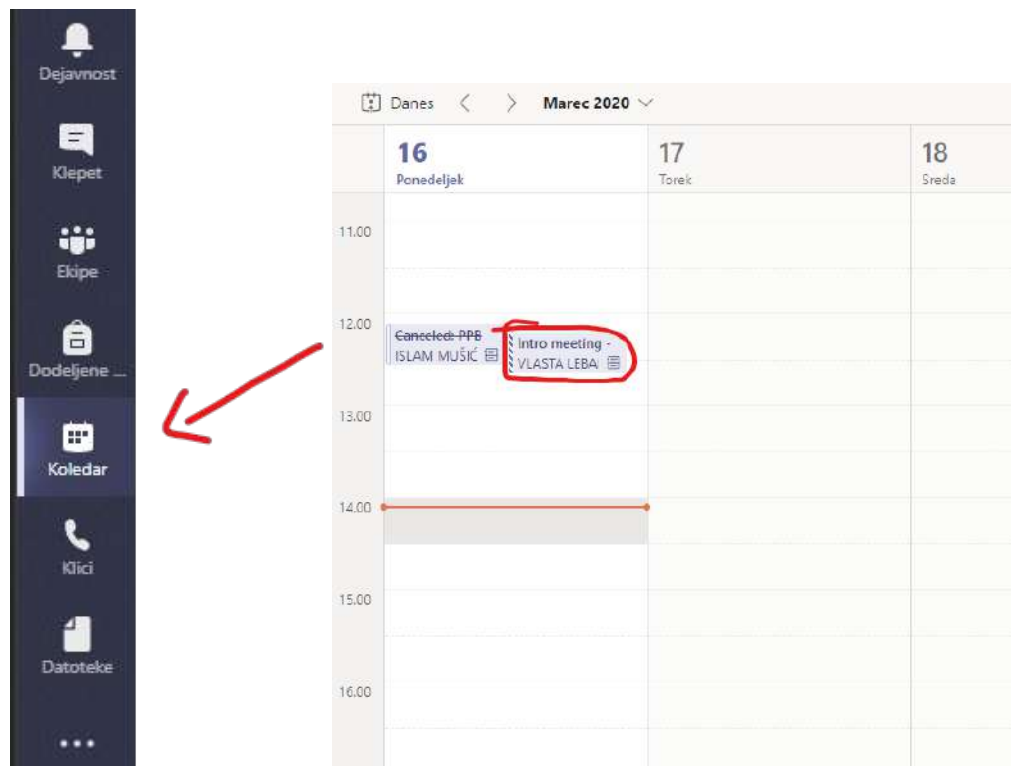 Dejavnost
Klepet
Ekipe
Dodeljene ...
Koledar
Klici
Datoteke
Danes
Marec 2020
16
Ponedeljek
17
Torek
18
Sreda
11.00
12.00
Canceled: PPB
ISLAM MUŠIĆ
Intro meeting -
VLASTA LEBA
13.00
14.00
15.00
16.00